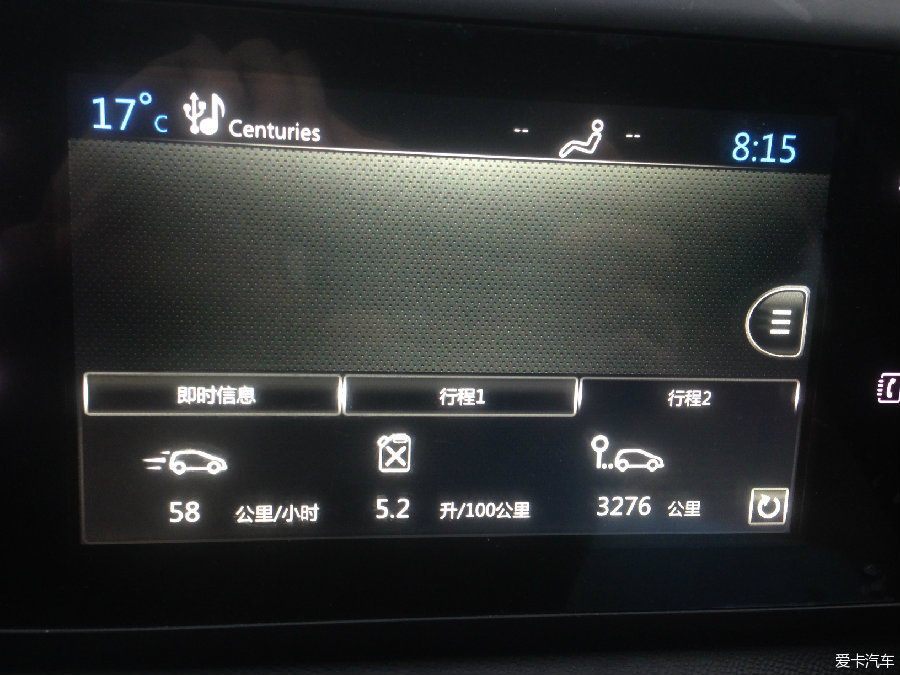 17°C Centuries -- -- 8:15
即时信息 行程1 行程2
58 公里/小时 5.2 升/100公里 3276 公里
爱卡汽车